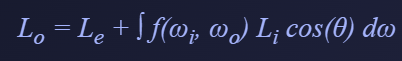 Lₒ = Lₑ + ∫ f(ωᵢ, ωₒ) Lᵢ cos(θ) dω